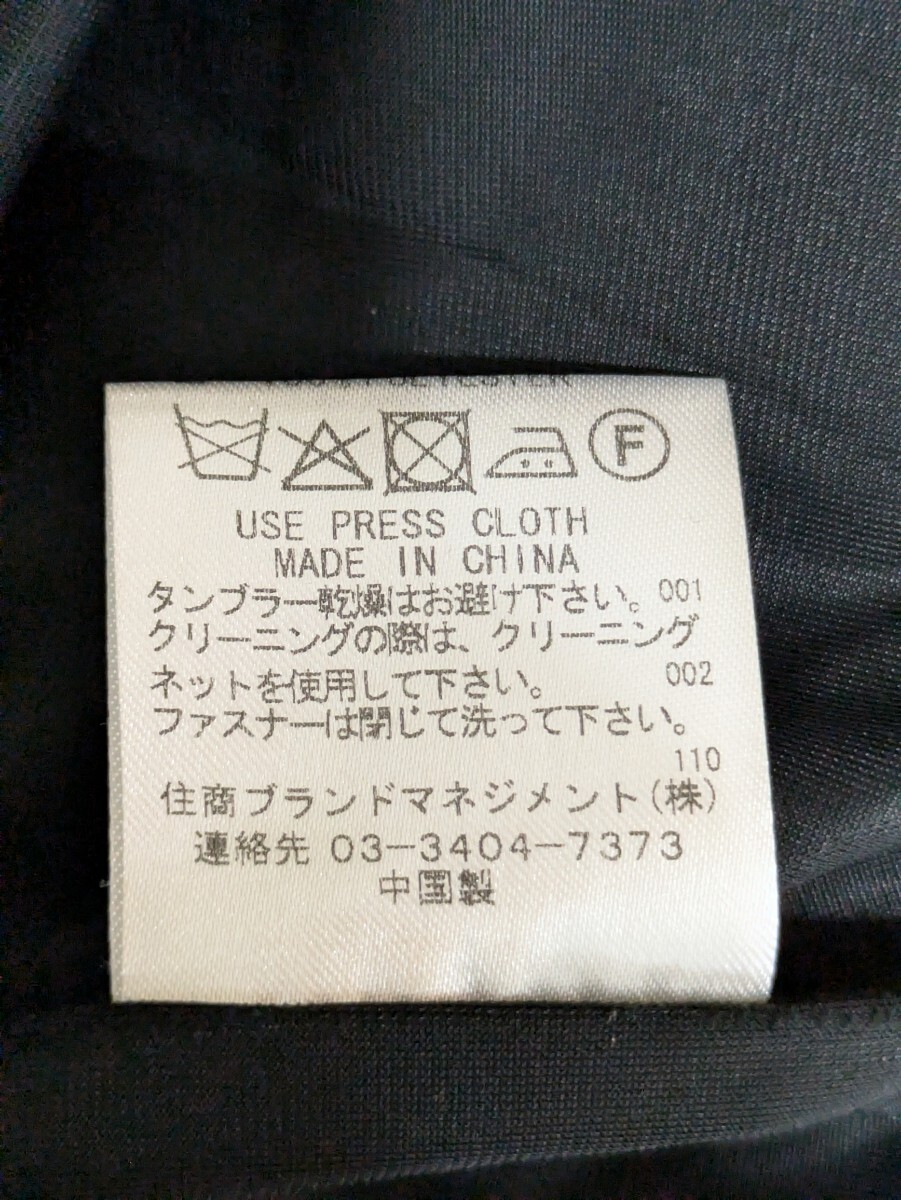 F
USE PRESS CLOTH
MADE IN CHINA
タンブラー乾燥はお避け下さい。001
クリーニングの際は、クリーニング
ネットを使用して下さい。 002
ファスナーは閉じて洗って下さい。
110
住商ブランドマネジメント(株)
連絡先 03-3404-7373
中国製